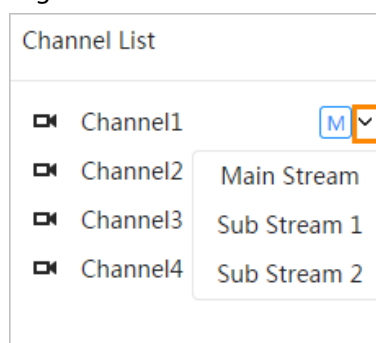 Channel List
Channel1 M
Channel2 Main Stream
Channel3 Sub Stream 1
Channel4 Sub Stream 2